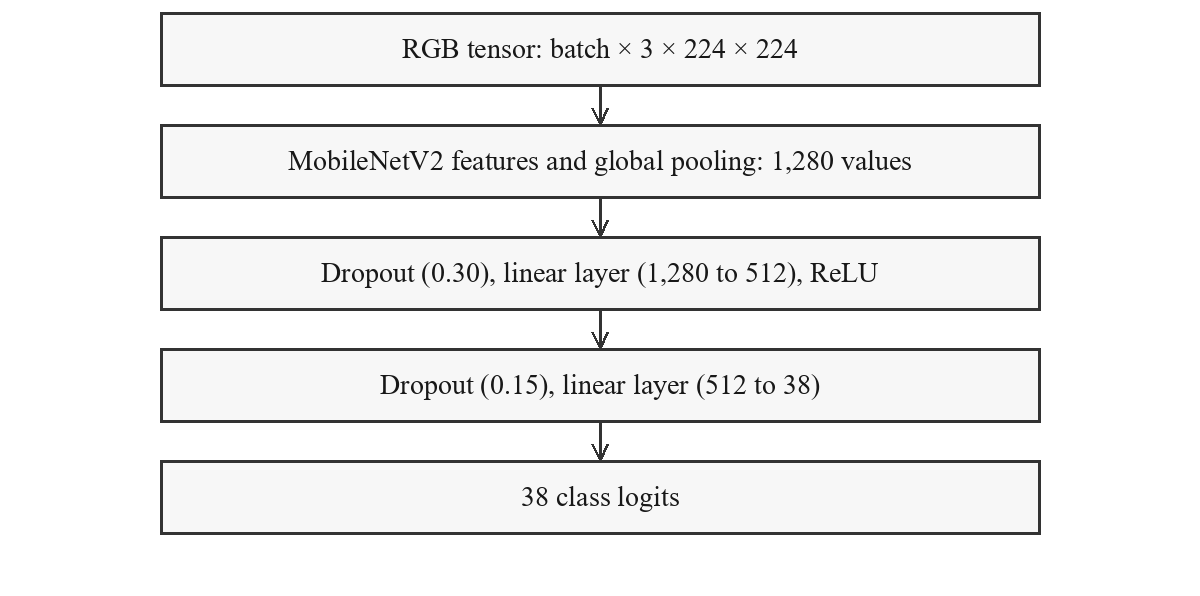 RGB tensor: batch × 3 × 224 × 224
MobileNetV2 features and global pooling: 1,280 values
Dropout (0.30), linear layer (1,280 to 512), ReLU
Dropout (0.15), linear layer (512 to 38)
38 class logits